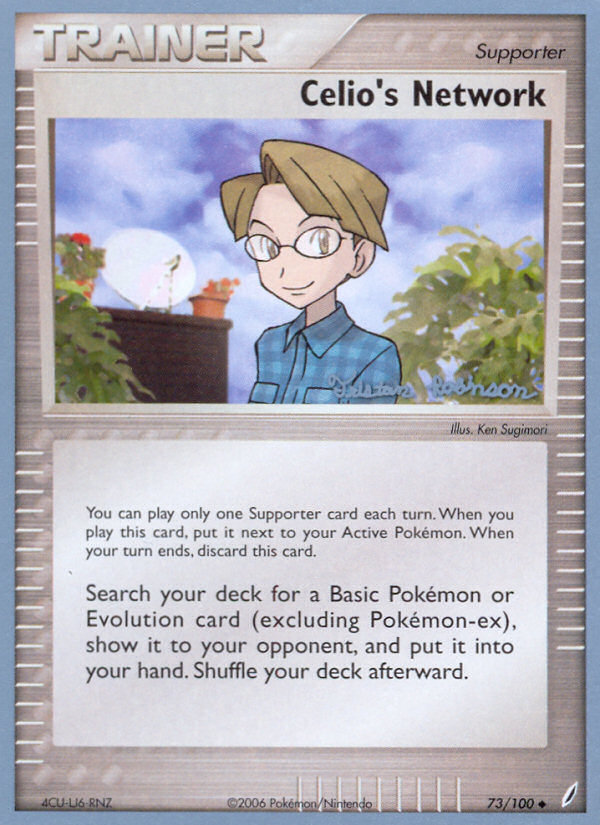 TRAINER
Supporter
Celio's Network
Tristan Robinson
Illus. Ken Sugimori
You can play only one Supporter card each turn. When you
play this card, put it next to your Active Pokémon. When
your turn ends, discard this card.
Search your deck for a Basic Pokémon or
Evolution card (excluding Pokémon-ex),
show it to your opponent, and put it into
your hand. Shuffle your deck afterward.
4CU-LJ6-RNZ
©2006 Pokémon/Nintendo
73/100